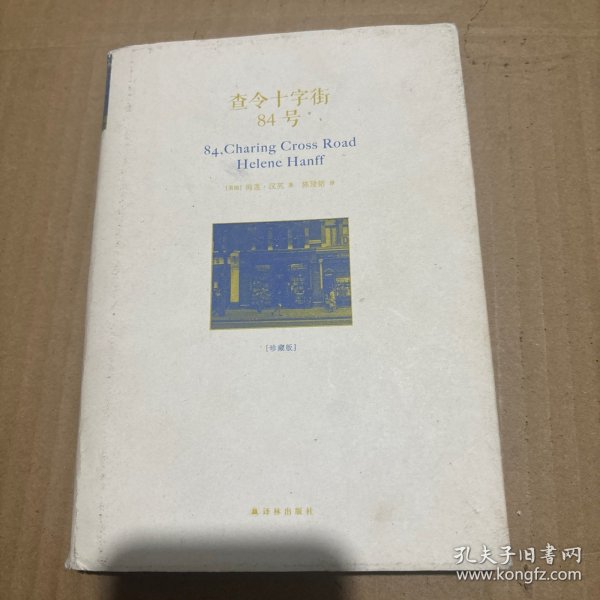 查令十字街
84号
84, Charing Cross Road
Helene Hanff
[美国] 海莲·汉芙 著 陈建铭 译
[珍藏版]
译林出版社
孔夫子旧书网
www.kongfz.com